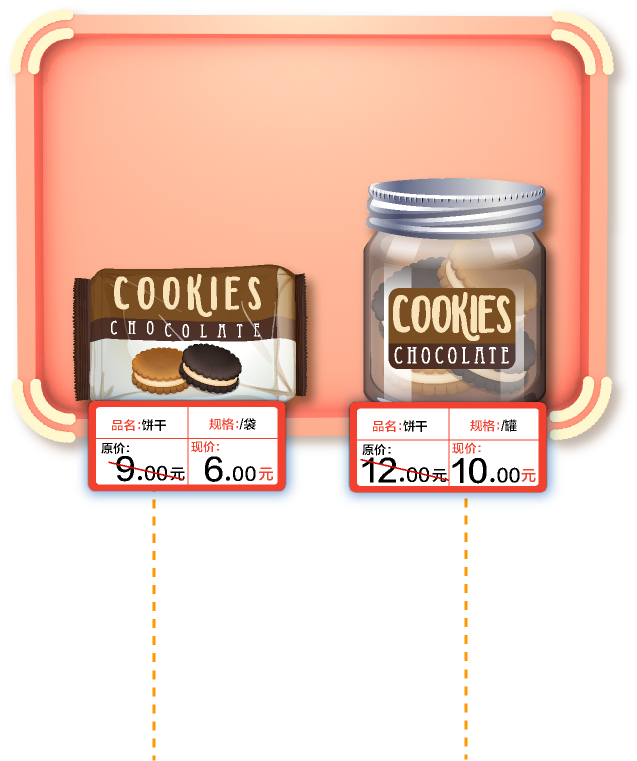 COOKIES
CHOCOLATE
COOKIES
CHOCOLATE
品名:饼干 规格:/袋
原价: 现价:
9.00元 6.00元
品名:饼干 规格:/罐
原价: 现价:
12.00元 10.00元